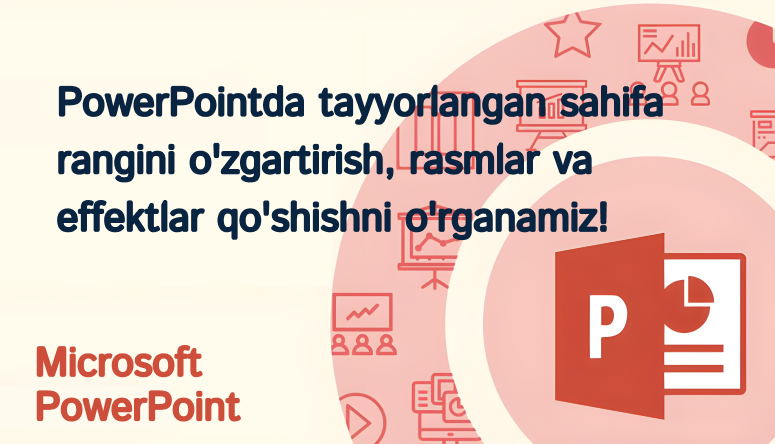 PowerPointda tayyorlangan sahifa
rangini o'zgartirish, rasmlar va
effektlar qo'shishni o'rganamiz!
P
Microsoft
PowerPoint